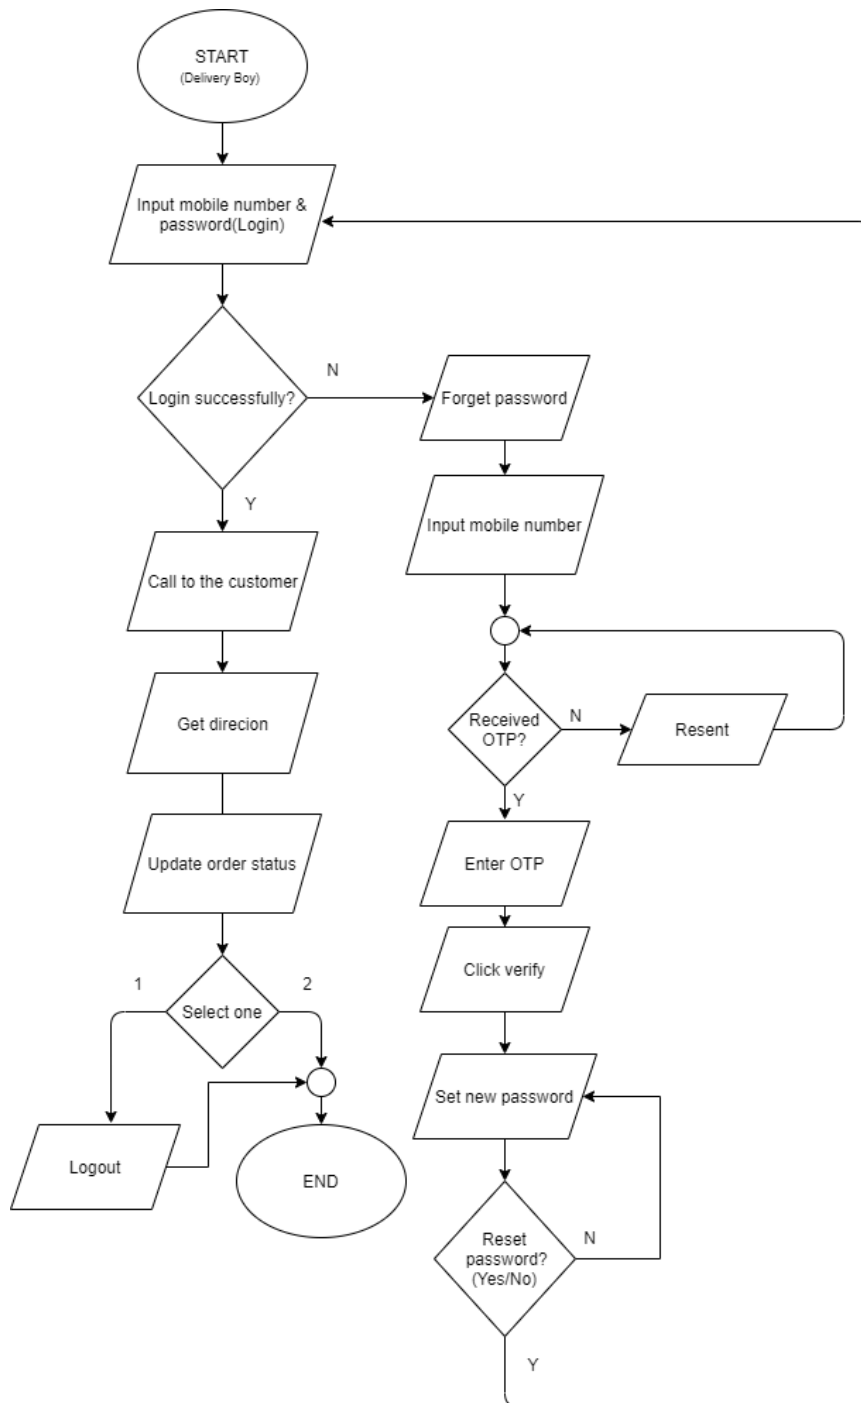 START
(Delivery Boy)
Input mobile number &
password(Login)
Login successfully?
N
Forget password
Y
Input mobile number
Call to the customer
Get direcion
Received
OTP?
N
Resent
Y
Update order status
Enter OTP
Click verify
1
2
Select one
Set new password
Logout
END
Reset
password?
(Yes/No)
N
Y